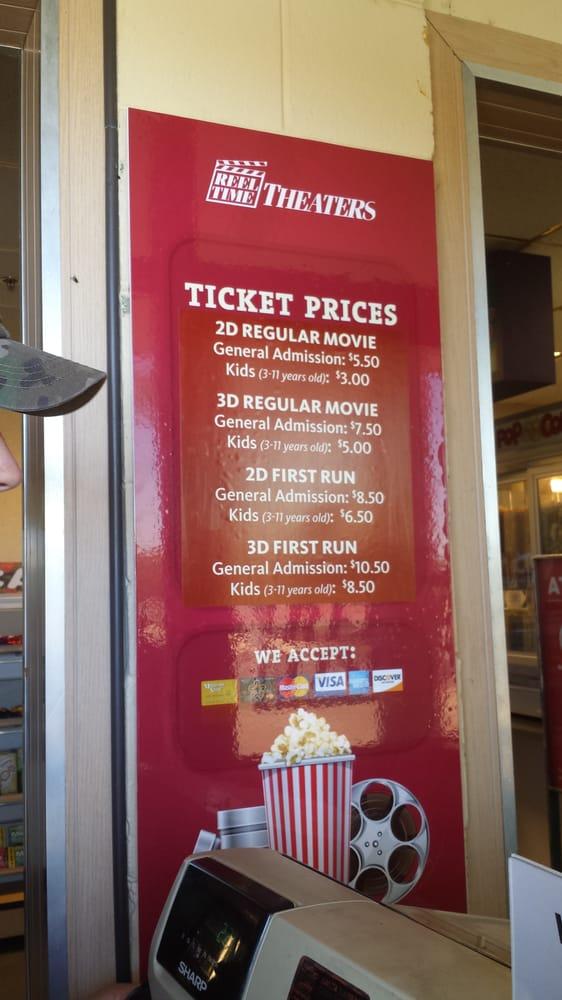 REEL
TIME
THEATERS
TICKET PRICES
2D REGULAR MOVIE
General Admission: $5.50
Kids (3-11 years old): $3.00
3D REGULAR MOVIE
General Admission: $7.50
Kids (3-11 years old): $5.00
2D FIRST RUN
General Admission: $8.50
Kids (3-11 years old): $6.50
3D FIRST RUN
General Admission: $10.50
Kids (3-11 years old): $8.50
WE ACCEPT:
MasterCard
VISA
DISCOVER
SHARP